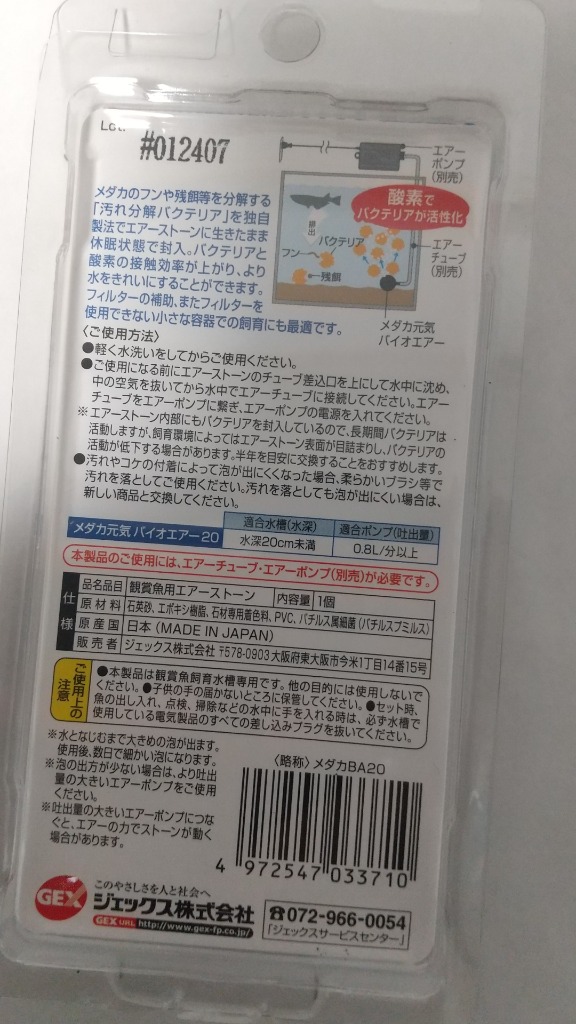 Lot.
#012407
エアー
ポンプ
(別売)
酸素で
バクテリアが活性化
排出
バクテリア
フン
残餌
エアー
チューブ
(別売)
メダカ元気
バイオエアー
メダカのフンや残餌等を分解する
「汚れ分解バクテリア」を独自
製法でエアーストーンに生きたまま
休眠状態で封入。バクテリアと
酸素の接触効率が上がり、より
水をきれいにすることができます。
フィルターの補助、またフィルターを
使用できない小さな容器での飼育にも最適です。
〈ご使用方法〉
●軽く水洗いをしてからご使用ください。
●ご使用になる前にエアーストーンのチューブ差込口を上にして水中に沈め、
中の空気を抜いてから水中でエアーチューブに接続してください。エアー
チューブをエアーポンプに繋ぎ、エアーポンプの電源を入れてください。
※エアーストーン内部にもバクテリアを封入しているので、長期間バクテリアは
活動しますが、飼育環境によってはエアーストーン表面が目詰まりし、バクテリアの
活動が低下する場合があります。半年を目安に交換することをおすすめします。
●汚れやコケの付着によって泡が出にくくなった場合、柔らかいブラシ等で
汚れを落としてご使用ください。汚れを落としても泡が出にくい場合は、
新しい商品と交換してください。
適合水槽(水深) 適合ポンプ(吐出量)
メダカ元気 バイオエアー20 水深20cm未満 0.8L/分以上
本製品のご使用には、エアーチューブ・エアーポンプ(別売)が必要です。
仕様
品名品目 観賞魚用エアーストーン 内容量 1個
原材料 石英砂、エポキシ樹脂、石材専用着色料、PVC、バチルス属細菌(バチルスプミルス)
原産国 日本(MADE IN JAPAN)
販売者 ジェックス株式会社 〒578-0903 大阪府東大阪市今米1丁目14番15号
ご使用上の注意
●本製品は観賞魚飼育水槽専用です。他の目的には使用しないで
ください。●子供の手の届かないところに保管してください。●セット時、
魚の出し入れ、点検、掃除などの水中に手を入れる時は、必ず水槽で
使用している電気製品のすべての差し込みプラグを抜いてください。
※水となじむまで大きめの泡が出ます。
使用後、数日で細かい泡になります。
※泡の出方が少ない場合は、より吐出
量の大きいエアーポンプをご使用
ください。
※吐出量の大きいエアーポンプにつな
ぐと、エアーの力でストーンが動く
場合があります。
〈略称〉メダカBA20
4 972547 033710
GEX
このやさしさを人と社会へ
ジェックス株式会社
GEX URL http://www.gex-fp.co.jp/
☎072-966-0054
「ジェックスサービスセンター」